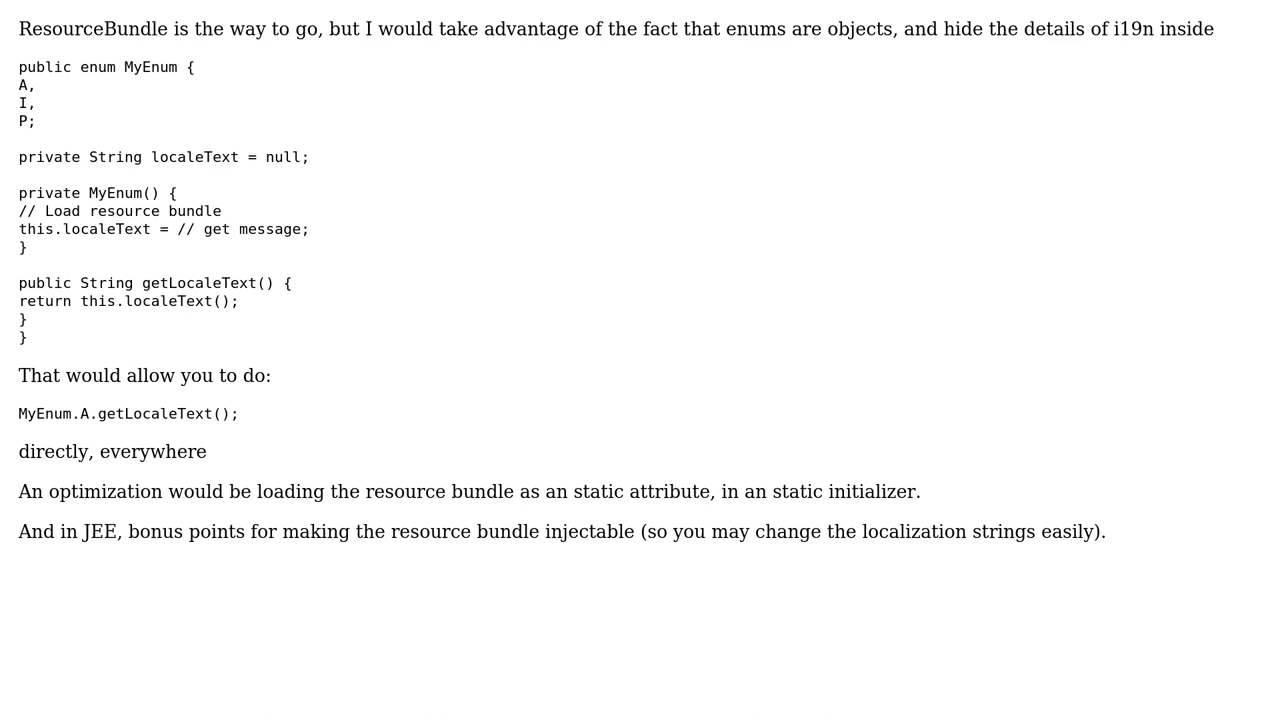 ResourceBundle is the way to go, but I would take advantage of the fact that enums are objects, and hide the details of i19n inside
public enum MyEnum {
A,
I,
P;
private String localeText = null;
private MyEnum() {
// Load resource bundle
this.localeText = // get message;
}
public String getLocaleText() {
return this.localeText();
}
}
That would allow you to do:
MyEnum.A.getLocaleText();
directly, everywhere
An optimization would be loading the resource bundle as an static attribute, in an static initializer.
And in JEE, bonus points for making the resource bundle injectable (so you may change the localization strings easily).